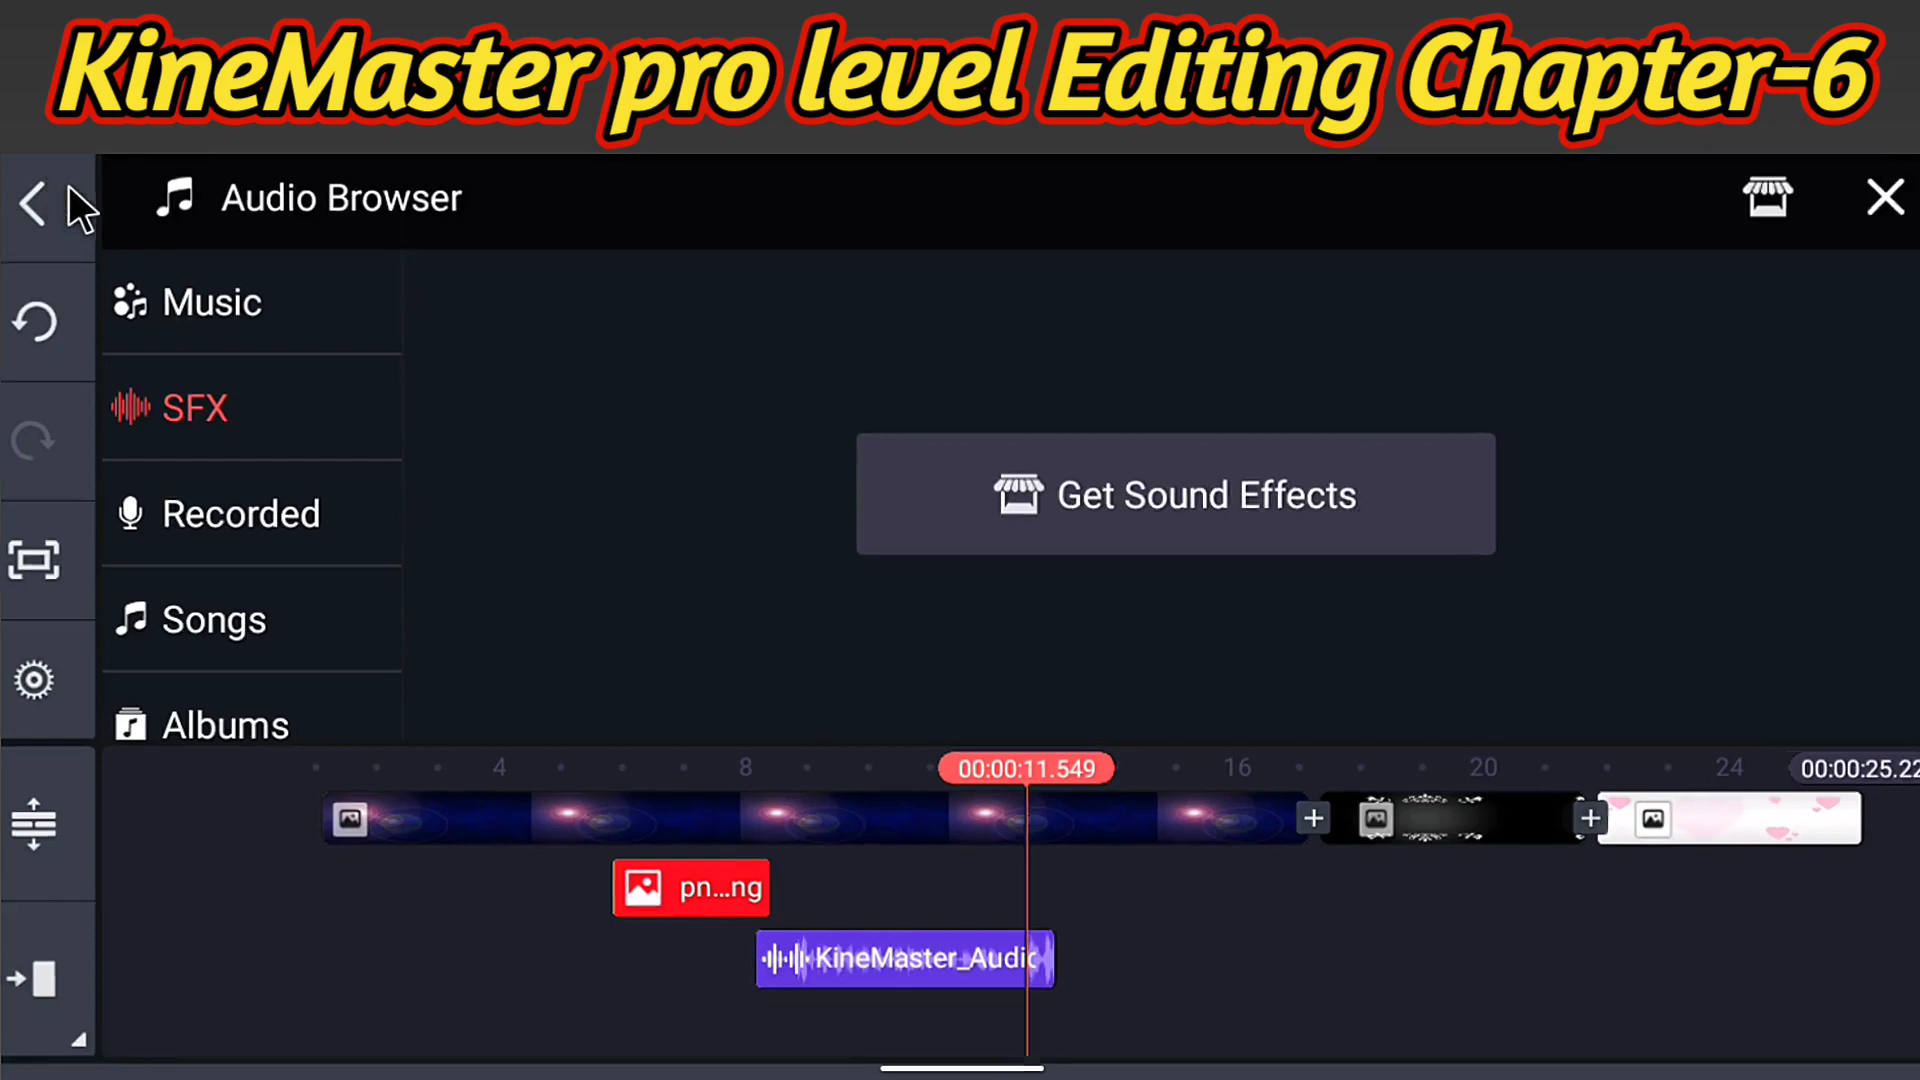 KineMaster pro level Editing Chapter-6
Audio Browser
Music
SFX
Recorded
Songs
Albums
Get Sound Effects
4 8 00:00:11.549 16 20 24 00:00:25.22
pn...ng
KineMaster_Audio